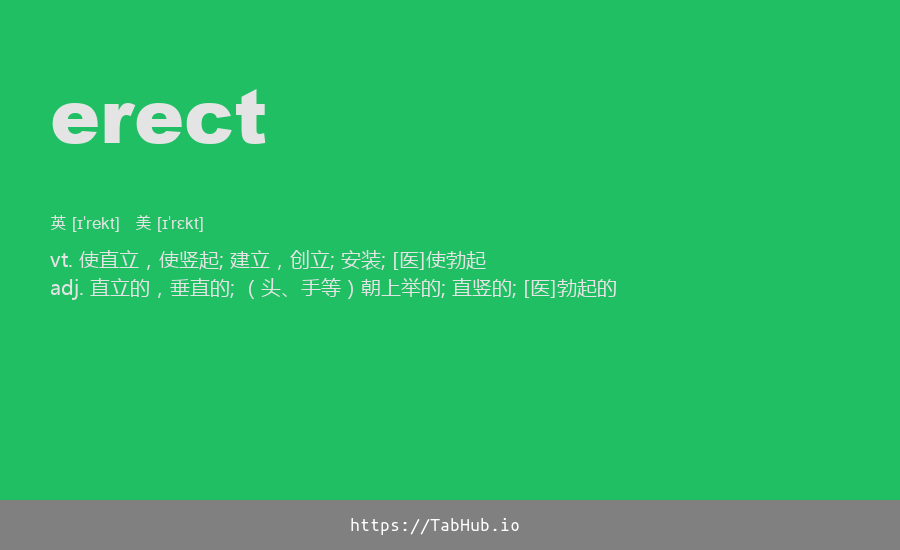 erect
英 [ɪˈrekt] 美 [ɪˈrɛkt]
vt. 使直立，使竖起; 建立，创立; 安装; [医]使勃起
adj. 直立的，垂直的; （头、手等）朝上举的; 直竖的; [医]勃起的
https://TabHub.io